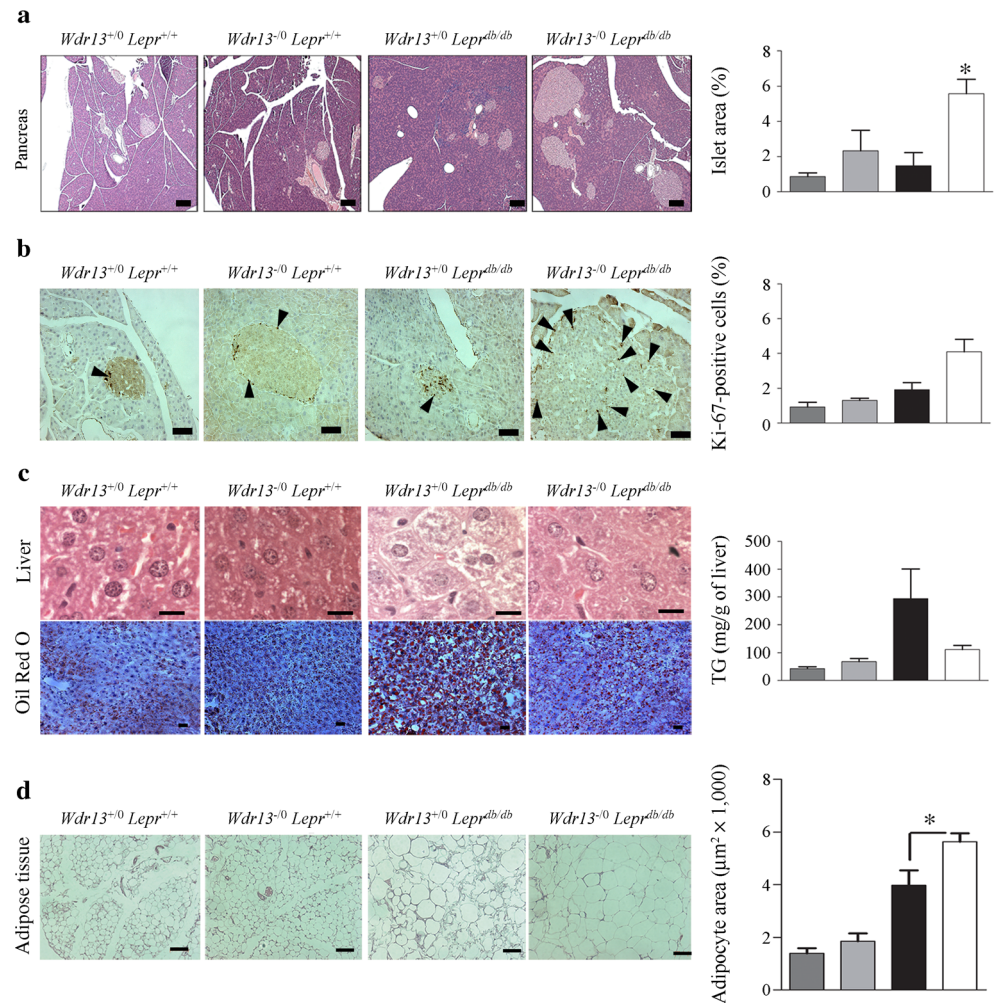 a
Wdr13+/0 Lepr+/+ Wdr13-/0 Lepr+/+ Wdr13+/0 Leprdb/db Wdr13-/0 Leprdb/db
Pancreas
Islet area (%)
8
6
4
2
0
*
b
Wdr13+/0 Lepr+/+ Wdr13-/0 Lepr+/+ Wdr13+/0 Leprdb/db Wdr13-/0 Leprdb/db
Ki-67-positive cells (%)
8
6
4
2
0
c
Wdr13+/0 Lepr+/+ Wdr13-/0 Lepr+/+ Wdr13+/0 Leprdb/db Wdr13-/0 Leprdb/db
Liver
Oil Red O
TG (mg/g of liver)
500
400
300
200
100
0
d
Wdr13+/0 Lepr+/+ Wdr13-/0 Lepr+/+ Wdr13+/0 Leprdb/db Wdr13-/0 Leprdb/db
Adipose tissue
Adipocyte area (µm² × 1,000)
8
6
4
2
0
*